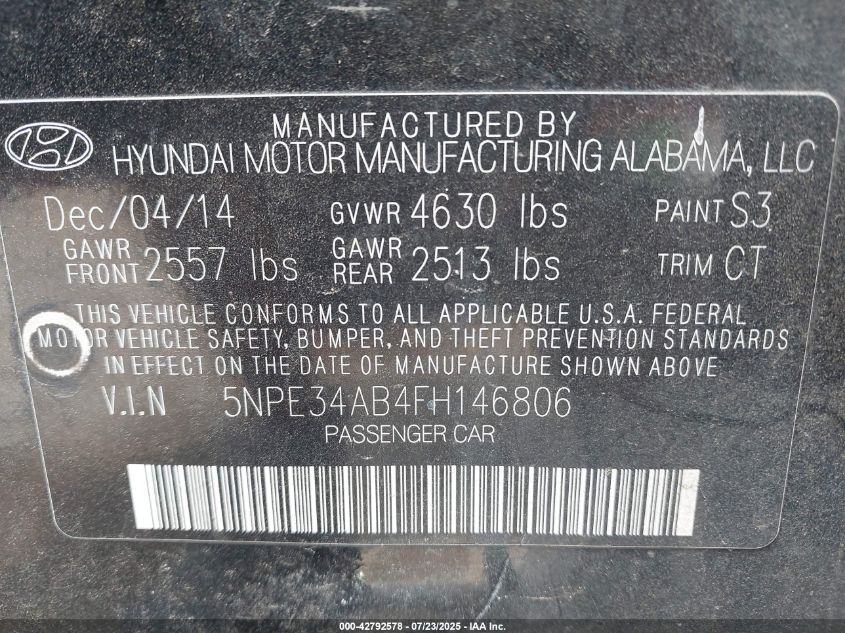 MANUFACTURED BY
HYUNDAI MOTOR MANUFACTURING ALABAMA, LLC
Dec/04/14 GVWR 4630 lbs PAINT S3
GAWR FRONT 2557 lbs GAWR REAR 2513 lbs TRIM CT
THIS VEHICLE CONFORMS TO ALL APPLICABLE U.S.A. FEDERAL
MOTOR VEHICLE SAFETY, BUMPER, AND THEFT PREVENTION STANDARDS
IN EFFECT ON THE DATE OF MANUFACTURE SHOWN ABOVE
V.I.N 5NPE34AB4FH146806
PASSENGER CAR
000-42792578 - 07/23/2025 - IAA Inc.